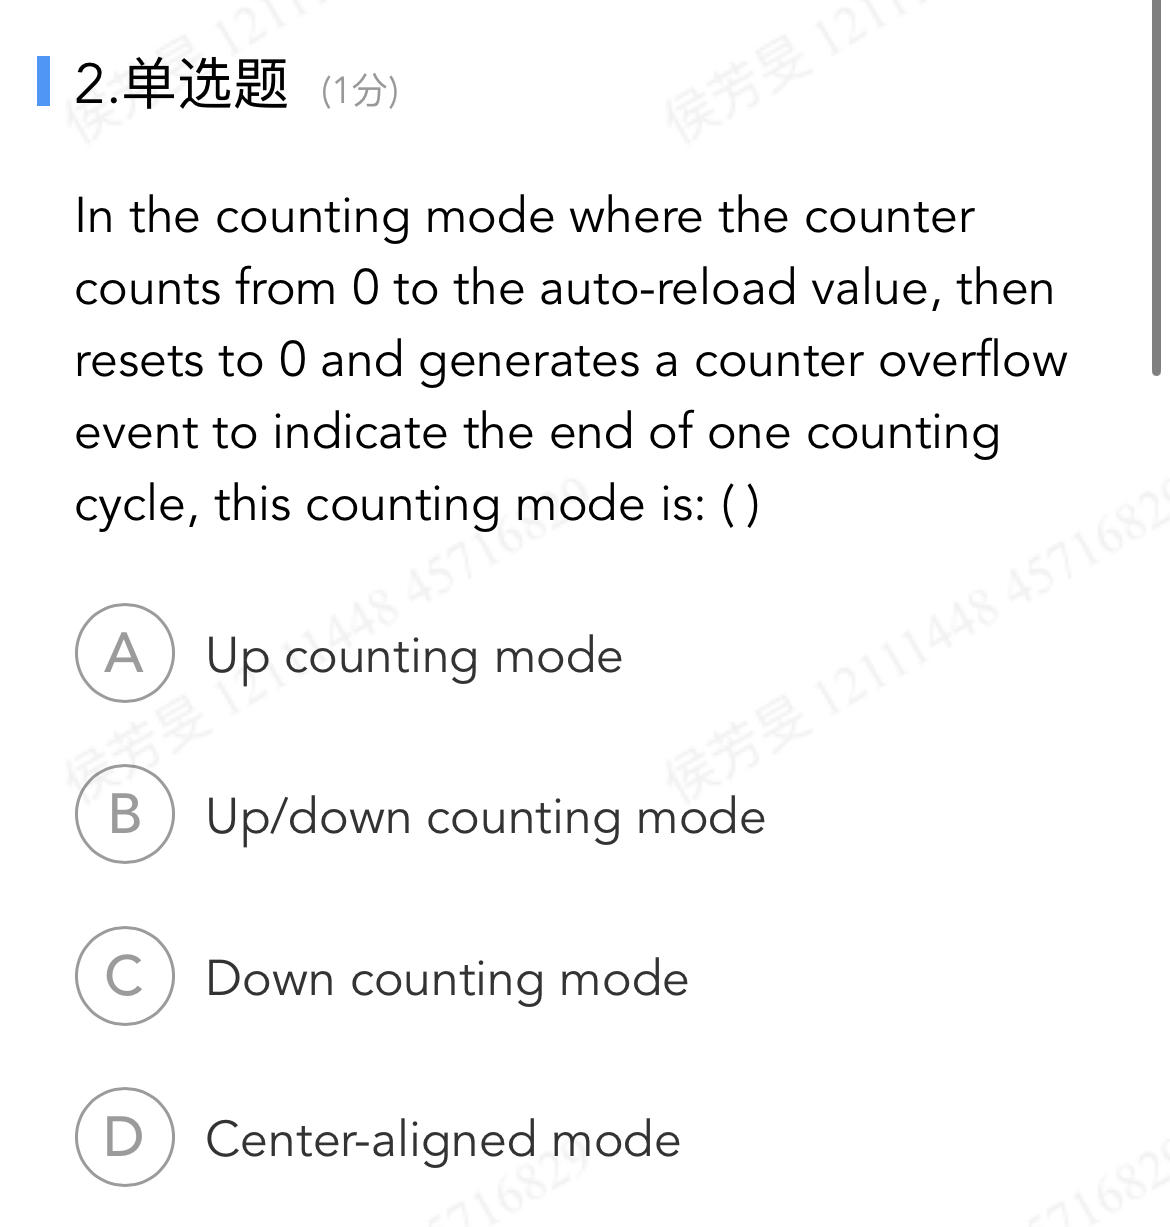 2.单选题 (1分)
In the counting mode where the counter
counts from 0 to the auto-reload value, then
resets to 0 and generates a counter overflow
event to indicate the end of one counting
cycle, this counting mode is: ( )
A Up counting mode
B Up/down counting mode
C Down counting mode
D Center-aligned mode
侯芳旻 12111448 45716829